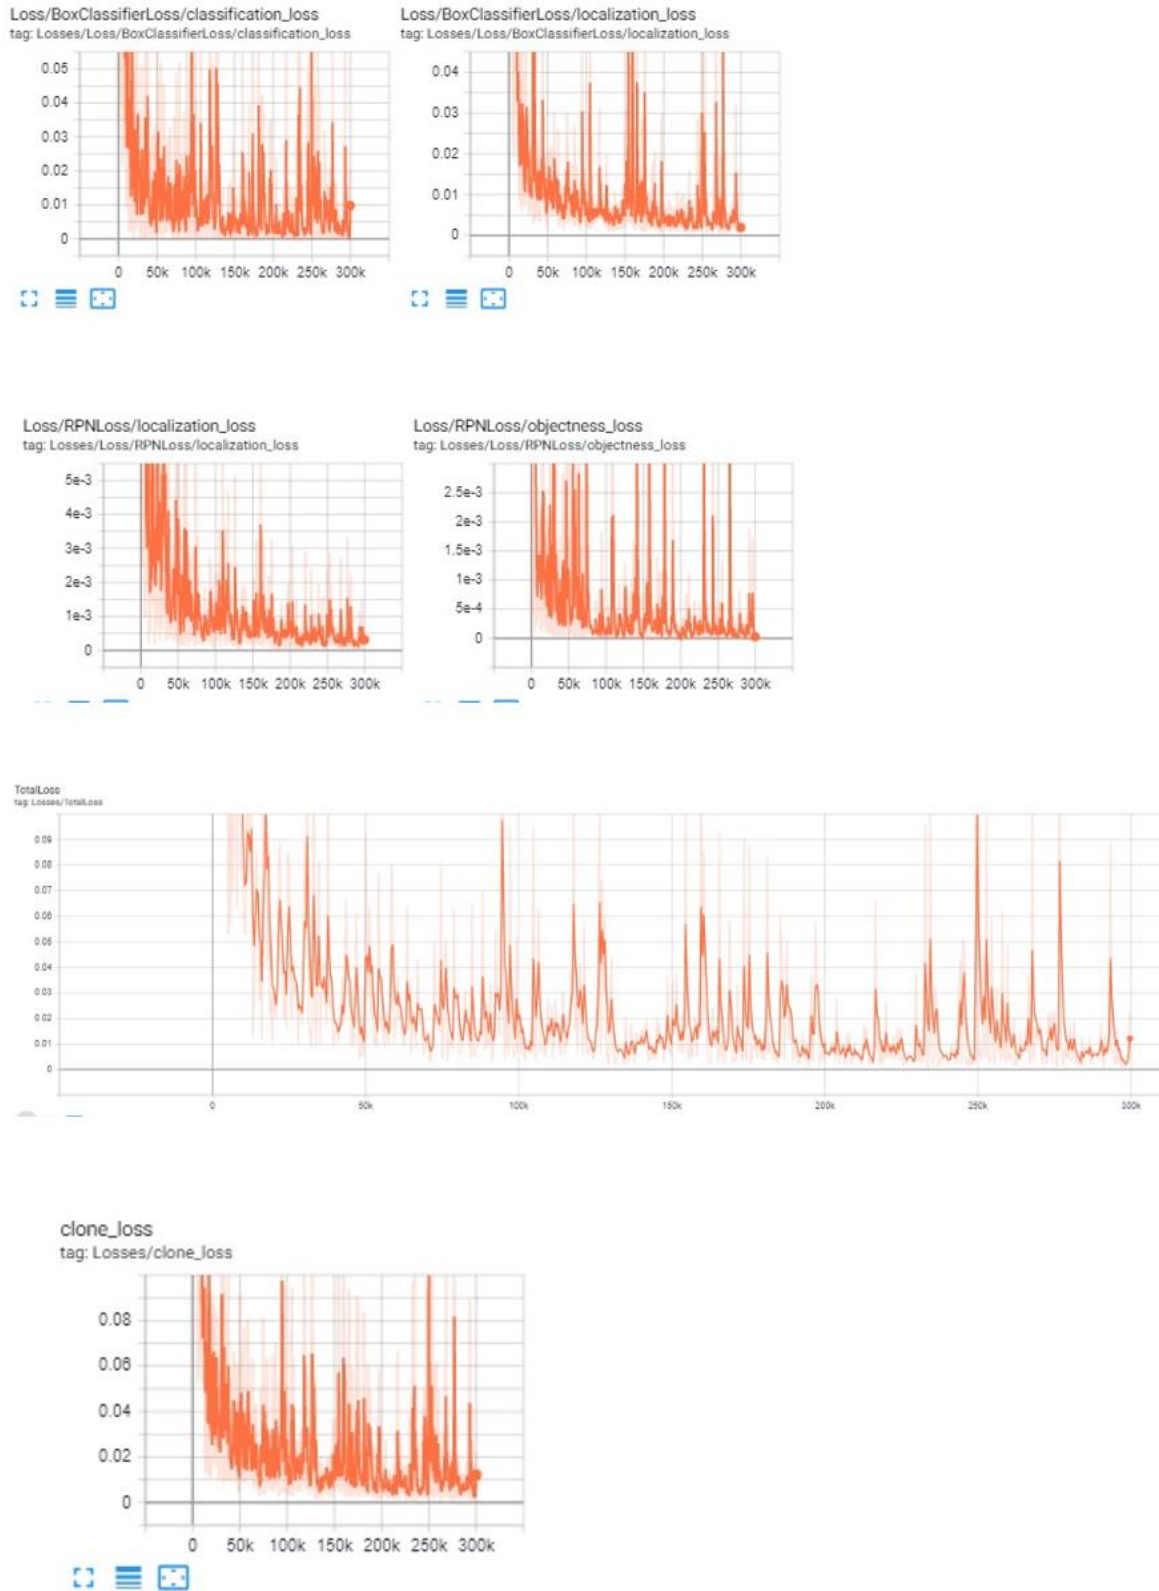 Loss/BoxClassifierLoss/classification_loss
tag: Losses/Loss/BoxClassifierLoss/classification_loss
0.05
0.04
0.03
0.02
0.01
0
0 50k 100k 150k 200k 250k 300k
Loss/BoxClassifierLoss/localization_loss
tag: Losses/Loss/BoxClassifierLoss/localization_loss
0.04
0.03
0.02
0.01
0
0 50k 100k 150k 200k 250k 300k
Loss/RPNLoss/localization_loss
tag: Losses/Loss/RPNLoss/localization_loss
5e-3
4e-3
3e-3
2e-3
1e-3
0
0 50k 100k 150k 200k 250k 300k
Loss/RPNLoss/objectness_loss
tag: Losses/Loss/RPNLoss/objectness_loss
2.5e-3
2e-3
1.5e-3
1e-3
5e-4
0
0 50k 100k 150k 200k 250k 300k
TotalLoss
tag: Losses/TotalLoss
0.09
0.08
0.07
0.06
0.05
0.04
0.03
0.02
0.01
0
0 50k 100k 150k 200k 250k 300k
clone_loss
tag: Losses/clone_loss
0.08
0.06
0.04
0.02
0
0 50k 100k 150k 200k 250k 300k